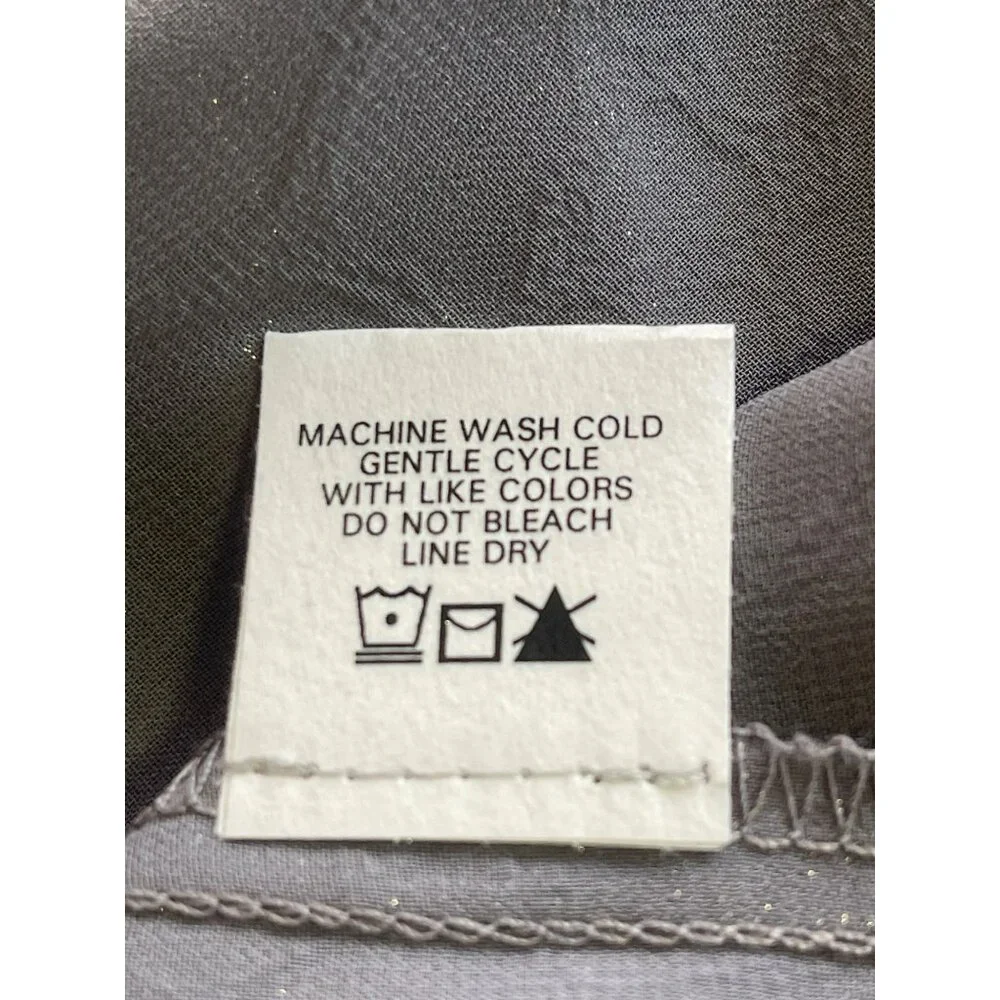 MACHINE WASH COLD
GENTLE CYCLE
WITH LIKE COLORS
DO NOT BLEACH
LINE DRY